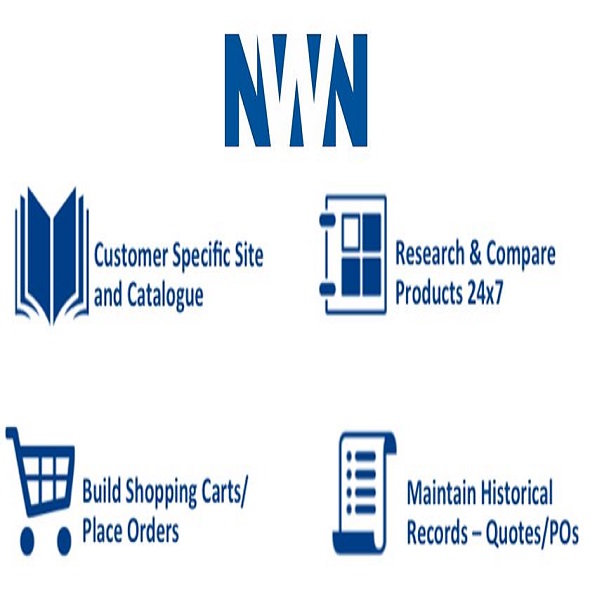 NWN
Customer Specific Site
and Catalogue
Research & Compare
Products 24x7
Build Shopping Carts/
Place Orders
Maintain Historical
Records – Quotes/POs